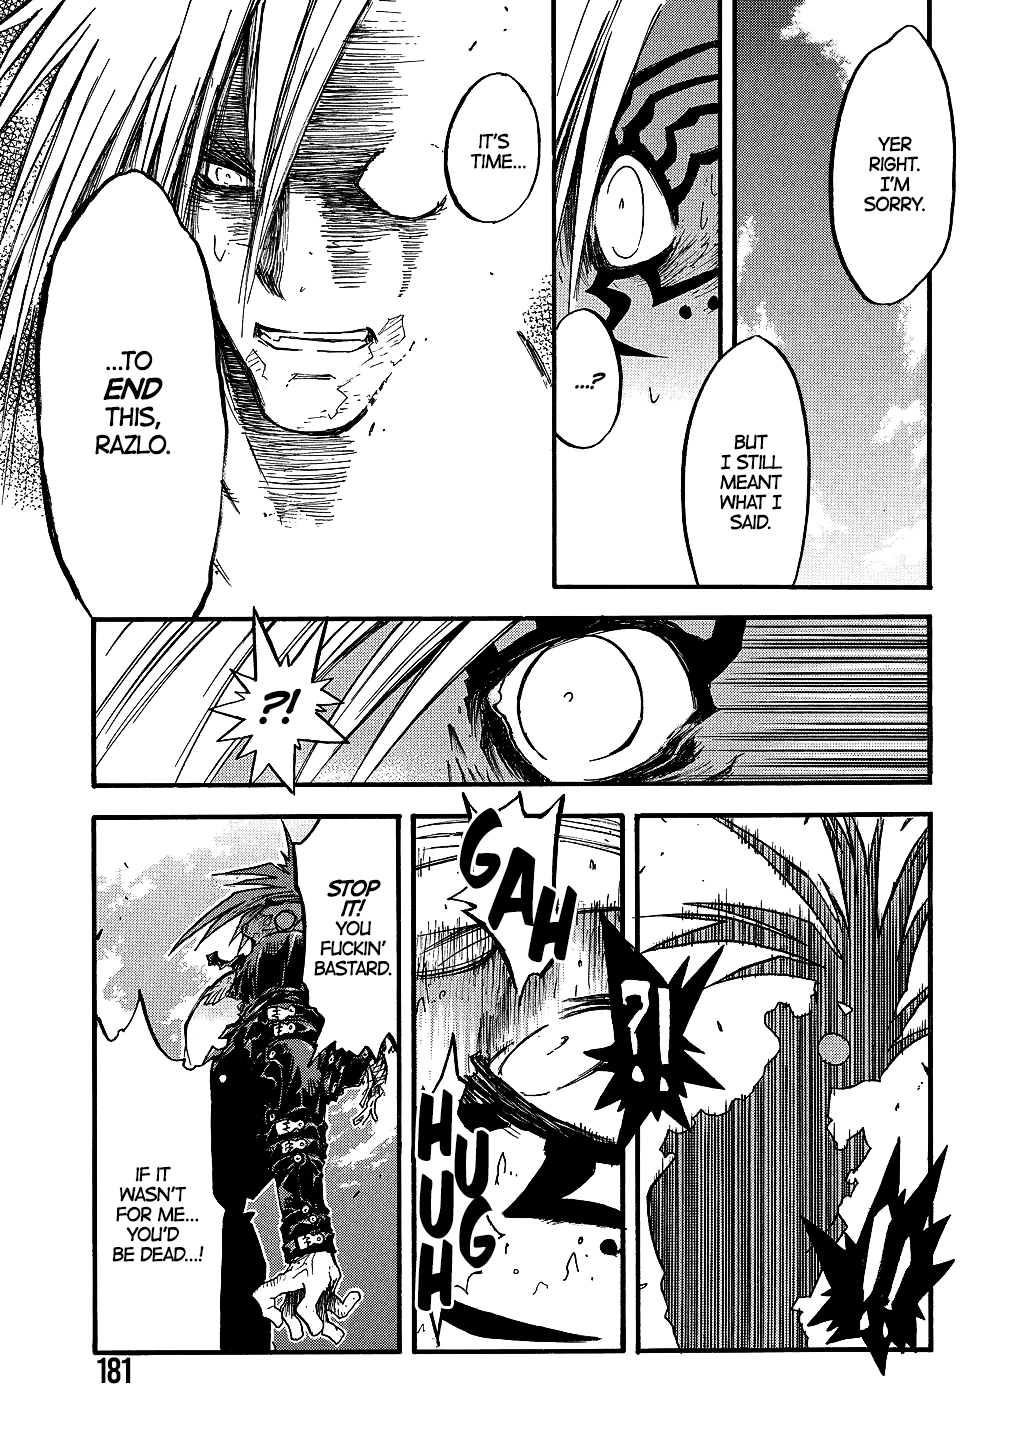 YER
RIGHT.
I'M
SORRY.
BUT
I STILL
MEANT
WHAT I
SAID.
....?
IT'S
TIME...
...TO
END
THIS,
RAZLO.
?!
!!
?!
GAH
HUG
HUH
STOP
IT!
YOU
FUCKIN'
BASTARD.
IF IT
WASN'T
FOR ME...
YOU'D
BE DEAD...!
181